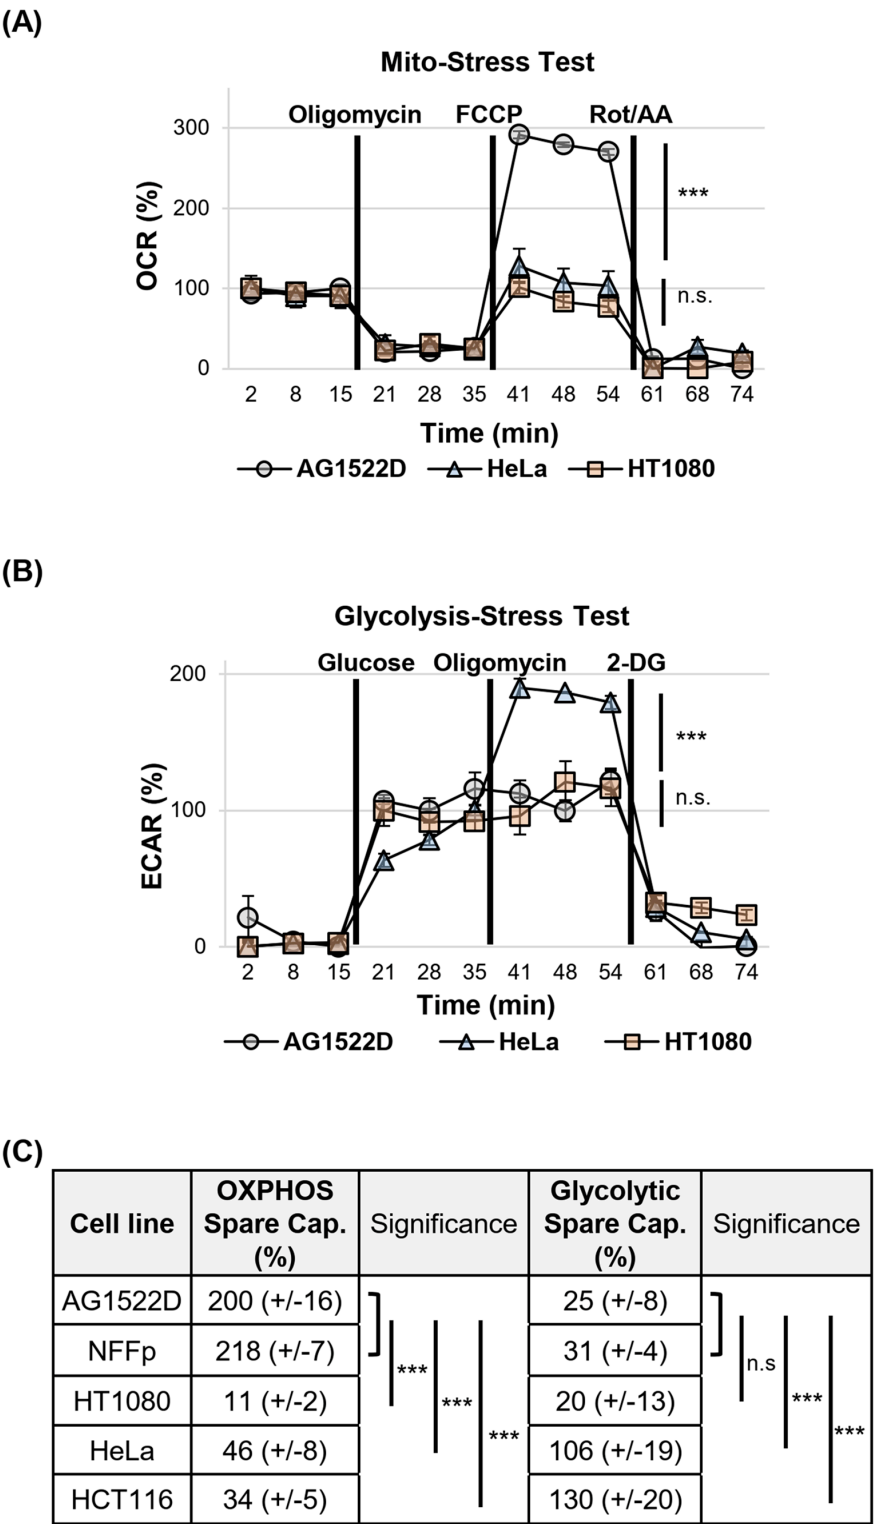 (A)
Mito-Stress Test
Oligomycin FCCP Rot/AA
300
200
100
0
OCR (%)
***
n.s.
2 8 15 21 28 35 41 48 54 61 68 74
Time (min)
AG1522D HeLa HT1080
(B)
Glycolysis-Stress Test
Glucose Oligomycin 2-DG
200
100
0
ECAR (%)
***
n.s.
2 8 15 21 28 35 41 48 54 61 68 74
Time (min)
AG1522D HeLa HT1080
(C)
Cell line OXPHOS Spare Cap. (%) Significance Glycolytic Spare Cap. (%) Significance
AG1522D 200 (+/-16) 25 (+/-8)
NFFp 218 (+/-7) 31 (+/-4)
*** n.s
HT1080 11 (+/-2) 20 (+/-13)
*** ***
HeLa 46 (+/-8) 106 (+/-19)
*** ***
HCT116 34 (+/-5) 130 (+/-20)